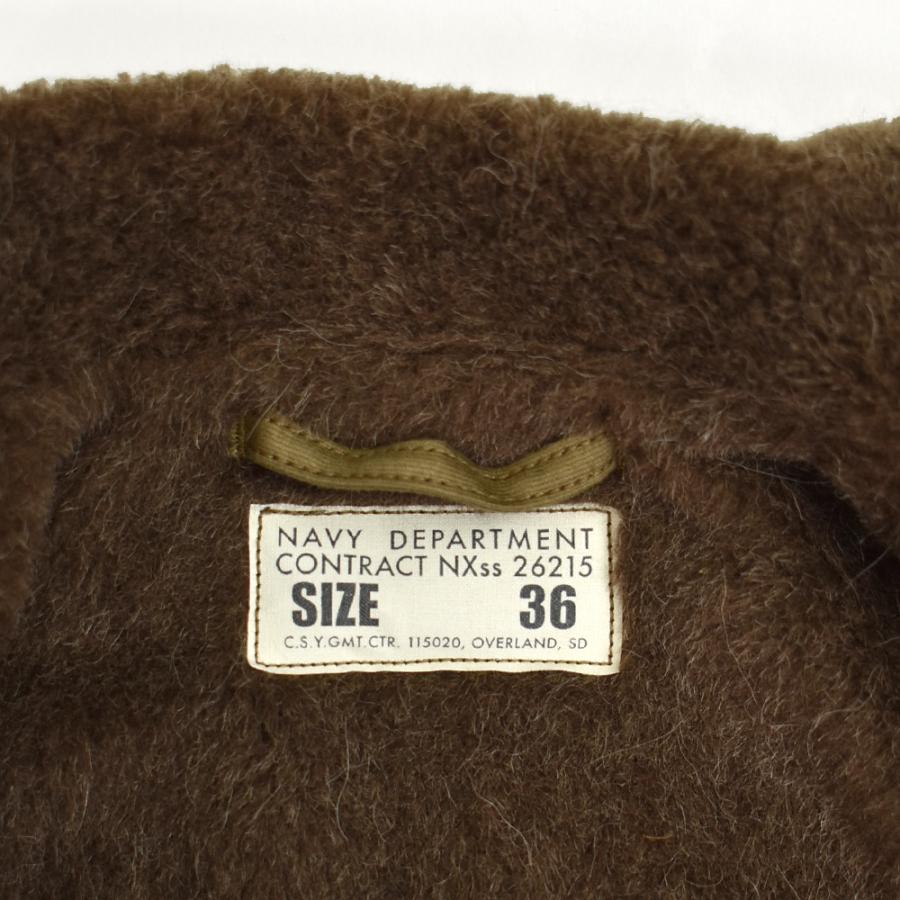 NAVY DEPARTMENT
CONTRACT NXss 26215
SIZE 36
C.S.Y.GMT.CTR. 115020, OVERLAND, SD